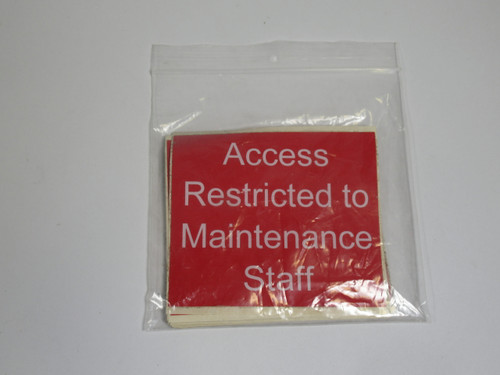 Access
Restricted to
Maintenance
Staff